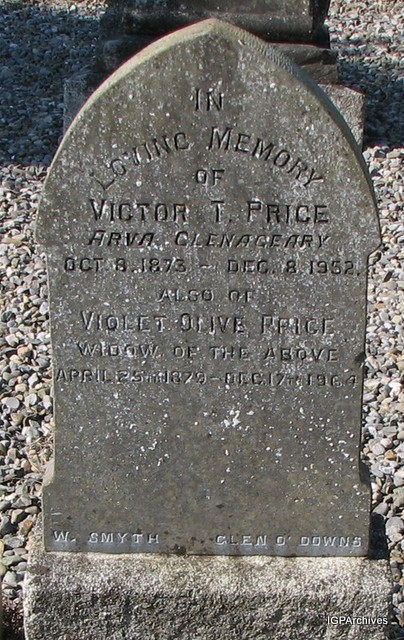 IN
LOVING MEMORY
OF
VICTOR T. PRICE
ARVA GLENAGEARY
OCT 8. 1873 - DEC. 8. 1952.
ALSO OF
VIOLET OLIVE PRICE
WIDOW OF THE ABOVE
APRIL 25TH 1879 - DEC. 17TH 1964
W. SMYTH GLEN O' DOWNS
IGPArchives